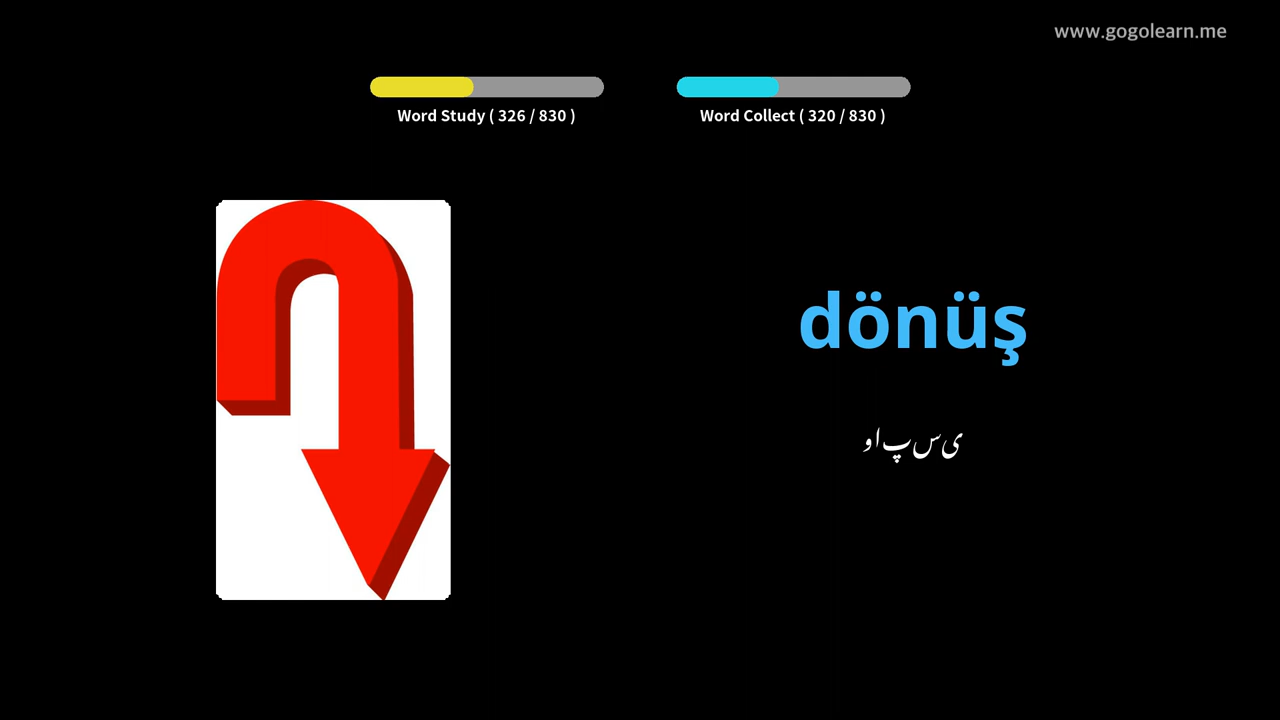 www.gogolearn.me
Word Study ( 326 / 830 )
Word Collect ( 320 / 830 )
dönüş
واپسی